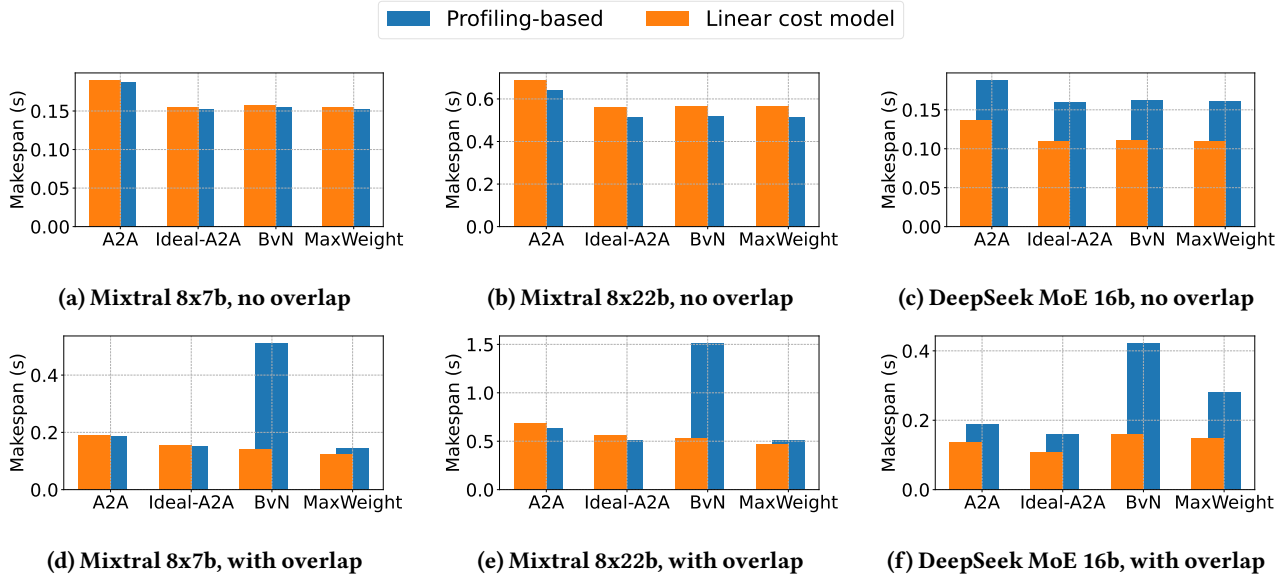 Profiling-based Linear cost model
Makespan (s)
0.15
0.10
0.05
0.00
A2A Ideal-A2A BvN MaxWeight
(a) Mixtral 8x7b, no overlap
Makespan (s)
0.6
0.4
0.2
0.0
A2A Ideal-A2A BvN MaxWeight
(b) Mixtral 8x22b, no overlap
Makespan (s)
0.15
0.10
0.05
0.00
A2A Ideal-A2A BvN MaxWeight
(c) DeepSeek MoE 16b, no overlap
Makespan (s)
0.4
0.2
0.0
A2A Ideal-A2A BvN MaxWeight
(d) Mixtral 8x7b, with overlap
Makespan (s)
1.5
1.0
0.5
0.0
A2A Ideal-A2A BvN MaxWeight
(e) Mixtral 8x22b, with overlap
Makespan (s)
0.4
0.2
0.0
A2A Ideal-A2A BvN MaxWeight
(f) DeepSeek MoE 16b, with overlap